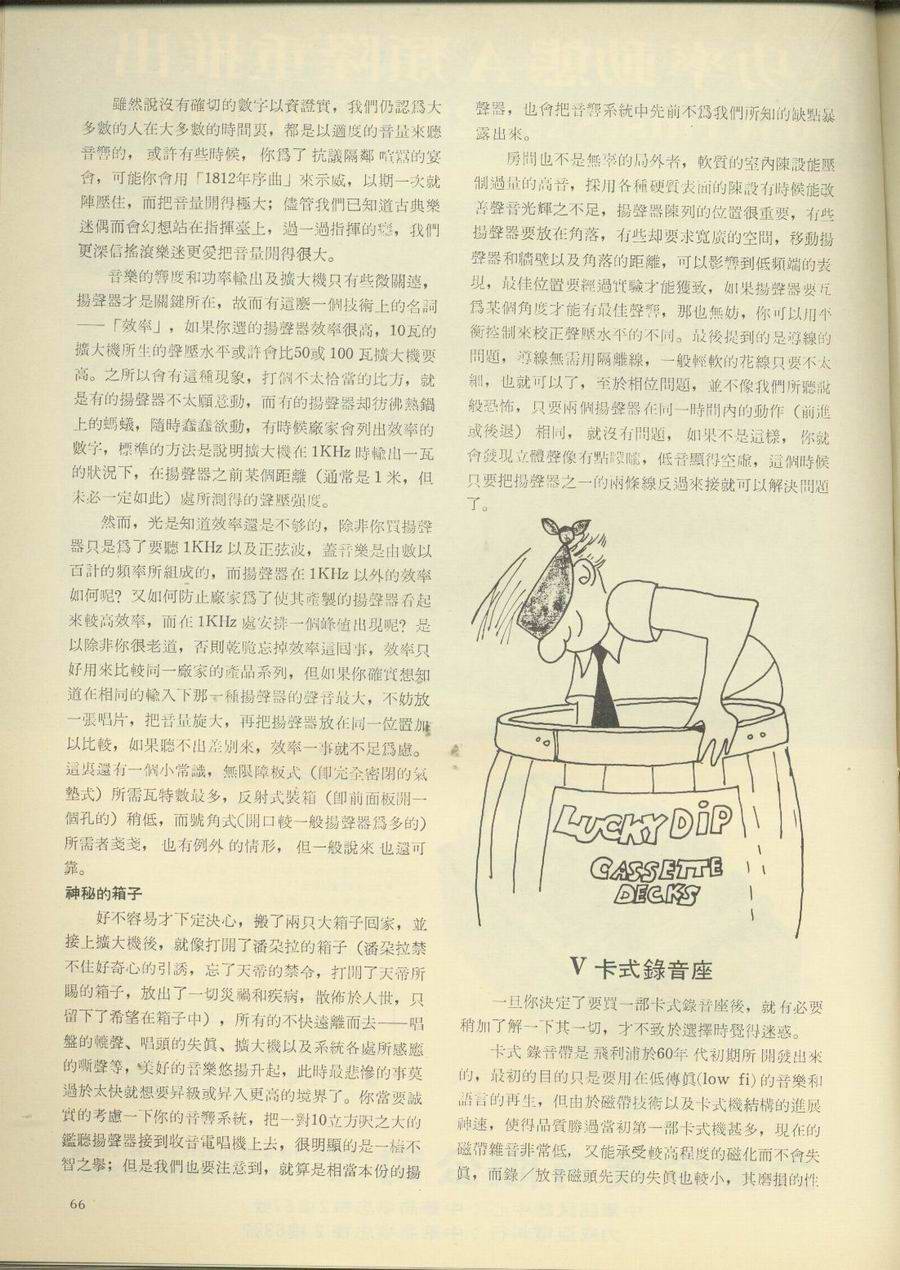 雖然說沒有確切的數字以資證實，我們仍認爲大
多數的人在大多數的時間裏，都是以適度的音量來聽
音響的，或許有些時候，你爲了抗議隔鄰喧囂的宴
會，可能你會用「1812年序曲」來示威，以期一次就
陣壓住，而把音量開得極大；儘管我們已知道古典樂
迷偶而會幻想站在指揮臺上，過一過指揮的癮，我們
更深信搖滾樂迷更愛把音量開得很大。
音樂的響度和功率輸出及擴大機只有些微關連，
揚聲器才是關鍵所在，故而有這麼一個技術上的名詞
——「效率」，如果你選的揚聲器效率很高，10瓦的
擴大機所生的聲壓水平或許會比50或 100 瓦擴大機要
高。之所以會有這種現象，打個不太恰當的比方，就
是有的揚聲器不太願意動，而有的揚聲器却彷彿熱鍋
上的螞蟻，隨時蠢蠢欲動，有時候廠家會列出效率的
數字，標準的方法是說明擴大機在 1KHz 時輸出一瓦
的狀況下，在揚聲器之前某個距離（通常是 1 米，但
未必一定如此）處所測得的聲壓强度。
然而，光是知道效率還是不够的，除非你買揚聲
器只是爲了要聽 1KHz 以及正弦波，蓋音樂是由數以
百計的頻率所組成的，而揚聲器在 1KHz 以外的效率
如何呢？又如何防止廠家爲了使其產製的揚聲器看起
來較高效率，而在 1KHz 處安排一個峰值出現呢？是
以除非你很老道，否則乾脆忘掉效率這回事，效率只
好用來比較同一廠家的產品系列，但如果你確實想知
道在相同的輸入下那一種揚聲器的聲音最大，不妨放
一張唱片，把音量旋大，再把揚聲器放在同一位置加
以比較，如果聽不出差別來，效率一事就不足爲慮。
這裏還有一個小常識，無限障板式（卽完全密閉的氣
墊式）所需瓦特數最多，反射式裝箱（卽前面板開一
個孔的）稍低，而號角式（開口較一般揚聲器爲多的）
所需者戔戔，也有例外的情形，但一般說來也還可
靠。
神秘的箱子
好不容易才下定決心，搬了兩只大箱子回家，並
接上擴大機後，就像打開了潘朶拉的箱子（潘朶拉禁
不住好奇心的引誘，忘了天帝的禁令，打開了天帝所
賜的箱子，放出了一切災禍和疾病，散佈於人世，只
留下了希望在箱子中），所有的不快遠離而去——唱
盤的轆聲、唱頭的失眞、擴大機以及系統各處所感應
的嘶聲等，美好的音樂悠揚升起，此時最悲慘的事莫
過於太快就想要昇級或昇入更高的境界了。你常要誠
實的考慮一下你的音響系統，把一對10立方呎之大的
鑑聽揚聲器接到收音電唱機上去，很明顯的是一極不
智之舉；但是我們也要注意到，就算是相當本份的揚
聲器，也會把音響系統中先前不爲我們所知的缺點暴
露出來。
房間也不是無辜的局外者，軟質的室內陳設能壓
制過量的高音，採用各種硬質表面的陳設有時候能改
善聲音光輝之不足，揚聲器陳列的位置很重要，有些
揚聲器要放在角落，有些却要求寬廣的空間，移動揚
聲器和牆壁以及角落的距離，可以影響到低頻端的表
現，最佳位置要經過實驗才能獲致，如果揚聲器要互
爲某個角度才能有最佳聲響，那也無妨，你可以用平
衡控制來校正聲壓水平的不同。最後提到的是導線的
問題，導線無需用隔離線，一般輕軟的花線只要不太
細，也就可以了，至於相位問題，並不像我們所聽說
般恐怖，只要兩個揚聲器在同一時間內的動作（前進
或後退）相同，就沒有問題，如果不是這樣，你就
會發現立體聲像有點矇矓，低音顯得空虛，這個時候
只要把揚聲器之一的兩條線反過來接就可以解決問題
了。
LUCKY DIP
CASSETTE
DECKS
V 卡式錄音座
一旦你決定了要買一部卡式錄音座後，就有必要
稍加了解一下其一切，才不致於選擇時覺得迷惑。
卡式錄音帶是飛利浦於60年代初期所開發出來
的，最初的目的只是要用在低傳眞(low fi)的音樂和
語言的再生，但由於磁帶技術以及卡式機結構的進展
神速，使得品質勝過當初第一部卡式機甚多，現在的
磁帶雜音非常低，又能承受較高程度的磁化而不會失
眞，而錄／放音磁頭先天的失眞也較小，其磨損的性
66